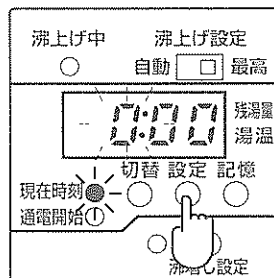 沸上げ中 沸上げ設定
自動 最高
0:00 残湯量
湯温
切替 設定 記憶
現在時刻
通電開始
設定